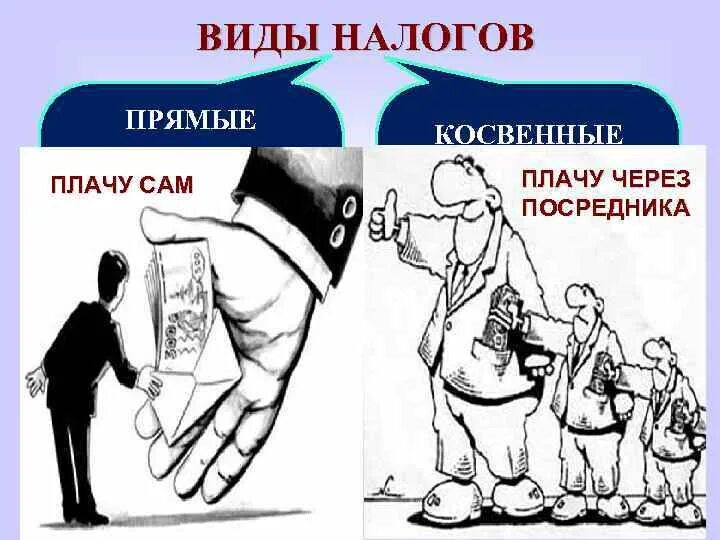 ВИДЫ НАЛОГОВ
ПРЯМЫЕ
КОСВЕННЫЕ
ПЛАЧУ САМ
ПЛАЧУ ЧЕРЕЗ
ПОСРЕДНИКА